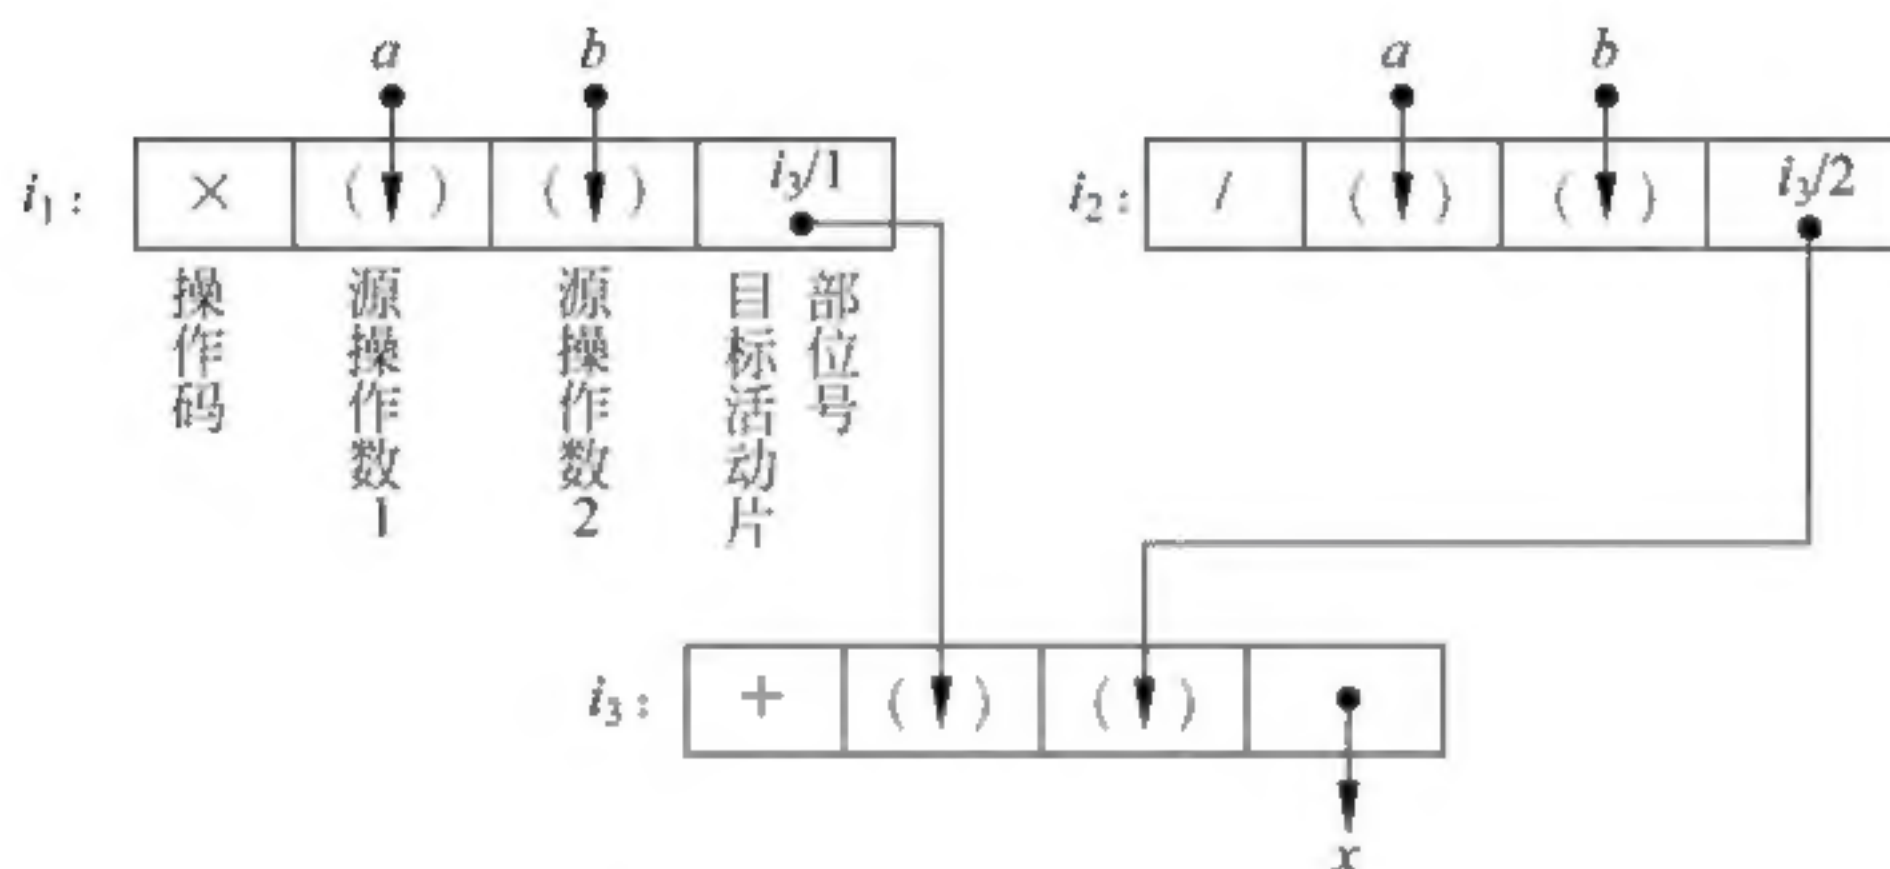 a
b
a
b
i₁:
×
( )
( )
i₃/1
i₂:
/
( )
( )
i₃/2
操作码
源操作数1
源操作数2
目标活动片
部位号
i₃:
+
( )
( )
x